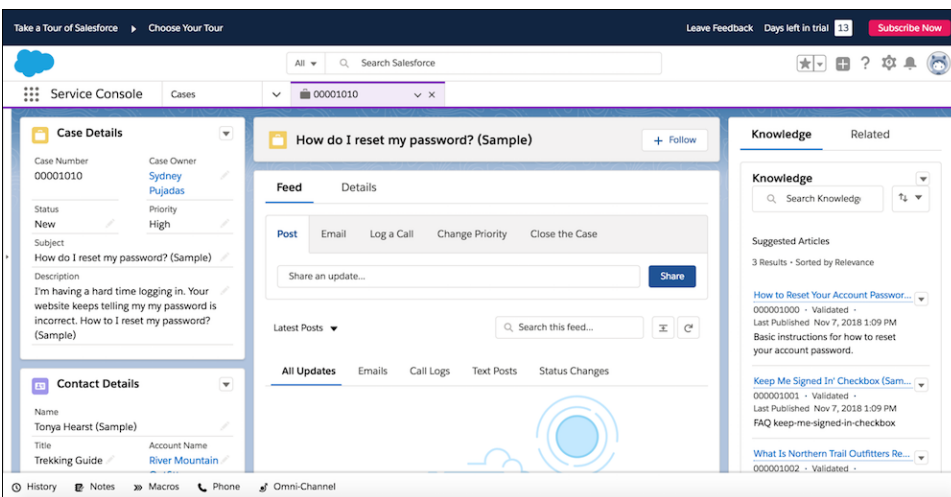 Take a Tour of Salesforce Choose Your Tour Leave Feedback Days left in trial 13 Subscribe Now
All Search Salesforce
Service Console Cases 00001010
Case Details
Case Number Case Owner
00001010 Sydney
Pujadas
Status Priority
New High
Subject
How do I reset my password? (Sample)
Description
I'm having a hard time logging in. Your
website keeps telling my my password is
incorrect. How to I reset my password?
(Sample)
Contact Details
Name
Tonya Hearst (Sample)
Title Account Name
Trekking Guide River Mountain
How do I reset my password? (Sample) + Follow
Feed Details
Post Email Log a Call Change Priority Close the Case
Share an update... Share
Latest Posts Search this feed...
All Updates Emails Call Logs Text Posts Status Changes
Knowledge Related
Knowledge
Search Knowledg
Suggested Articles
3 Results • Sorted by Relevance
How to Reset Your Account Passwor...
000001000 • Validated •
Last Published Nov 7, 2018 1:09 PM
Basic instructions for how to reset
your account password.
Keep Me Signed In' Checkbox (Sam...
000001001 • Validated •
Last Published Nov 7, 2018 1:09 PM
FAQ keep-me-signed-in-checkbox
What Is Northern Trail Outfitters Re...
000001002 • Validated •
History Notes Macros Phone Omni-Channel